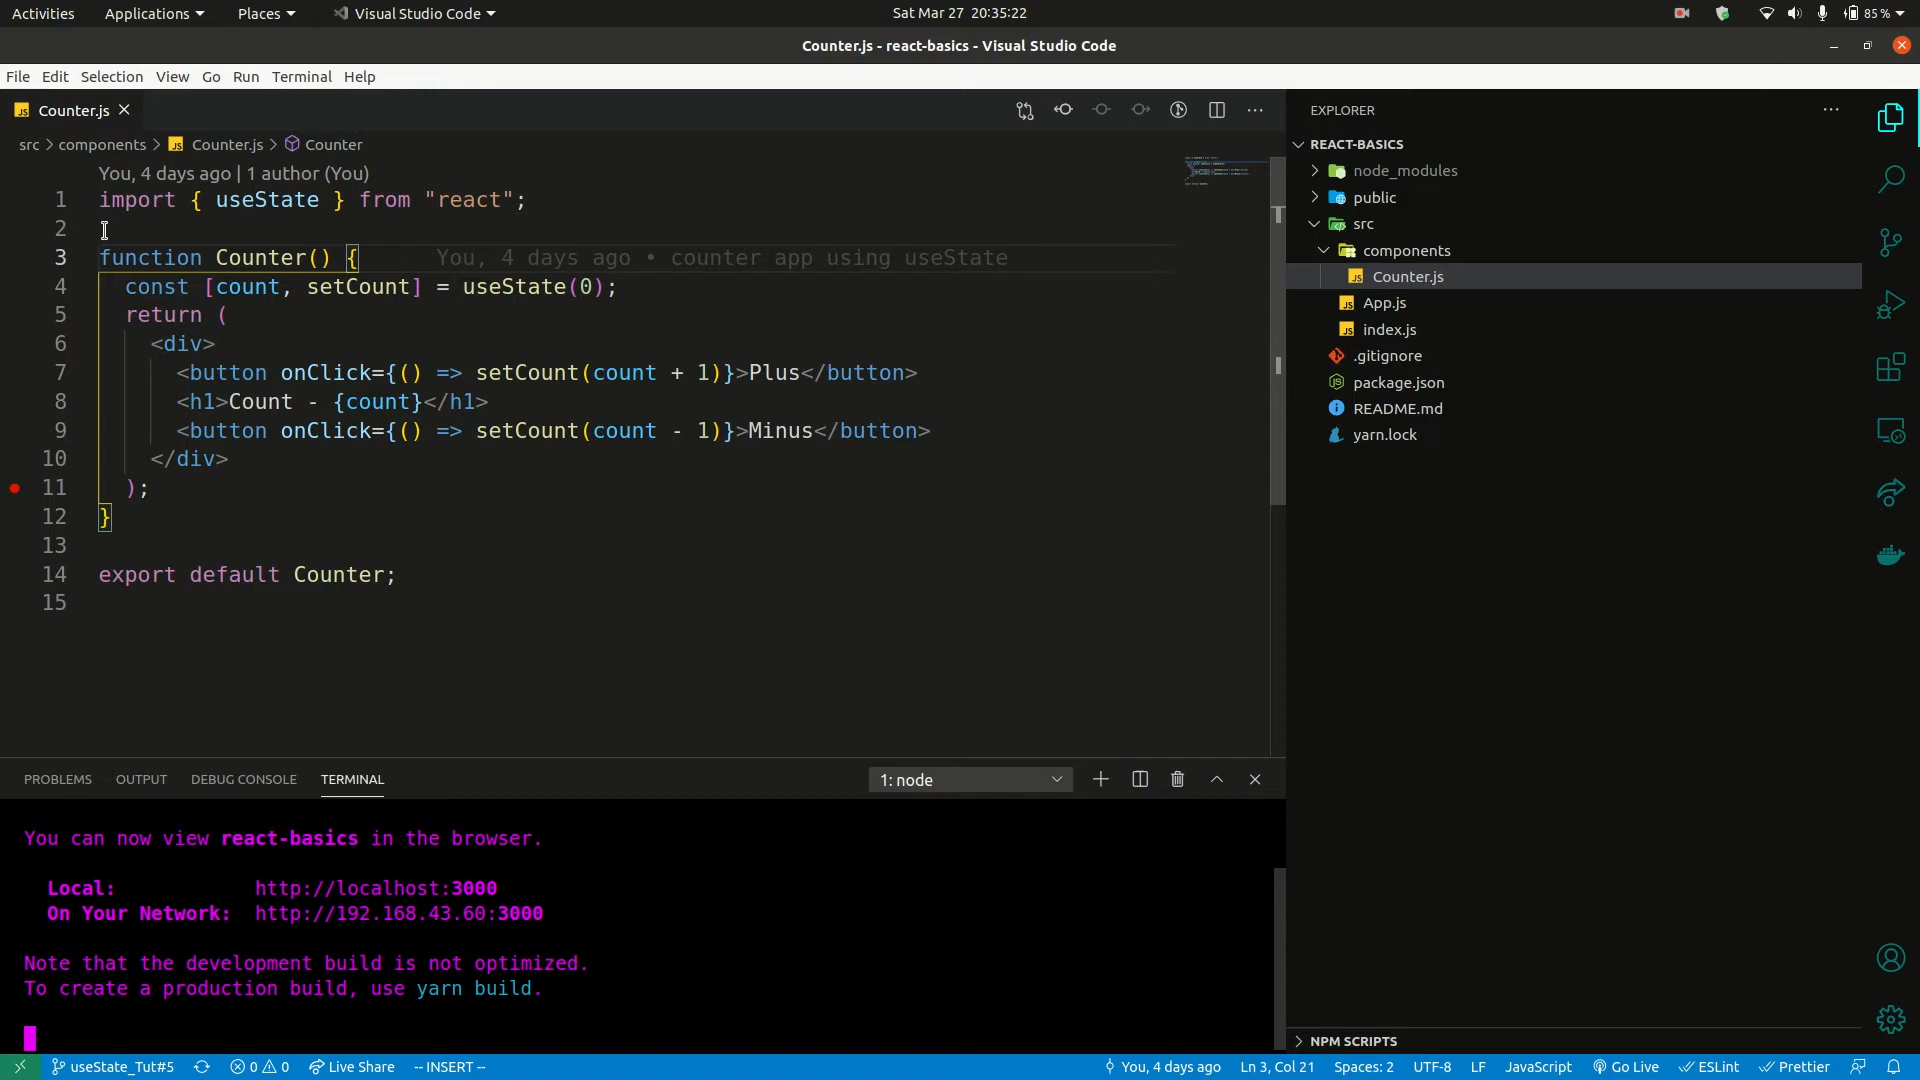 Activities Applications Places Visual Studio Code Sat Mar 27 20:35:22 85 %
Counter.js - react-basics - Visual Studio Code
File Edit Selection View Go Run Terminal Help
JS Counter.js
src > components > JS Counter.js > Counter
You, 4 days ago | 1 author (You)
1 import { useState } from "react";
2
3 function Counter() { You, 4 days ago • counter app using useState
4 const [count, setCount] = useState(0);
5 return (
6 <div>
7 <button onClick={() => setCount(count + 1)}>Plus</button>
8 <h1>Count - {count}</h1>
9 <button onClick={() => setCount(count - 1)}>Minus</button>
10 </div>
11 );
12 }
13
14 export default Counter;
15
EXPLORER
REACT-BASICS
node_modules
public
src
components
JS Counter.js
JS App.js
JS index.js
.gitignore
package.json
README.md
yarn.lock
NPM SCRIPTS
PROBLEMS OUTPUT DEBUG CONSOLE TERMINAL 1: node
You can now view react-basics in the browser.
Local: http://localhost:3000
On Your Network: http://192.168.43.60:3000
Note that the development build is not optimized.
To create a production build, use yarn build.
useState_Tut#5 0 0 Live Share -- INSERT -- You, 4 days ago Ln 3, Col 21 Spaces: 2 UTF-8 LF JavaScript Go Live ESLint Prettier